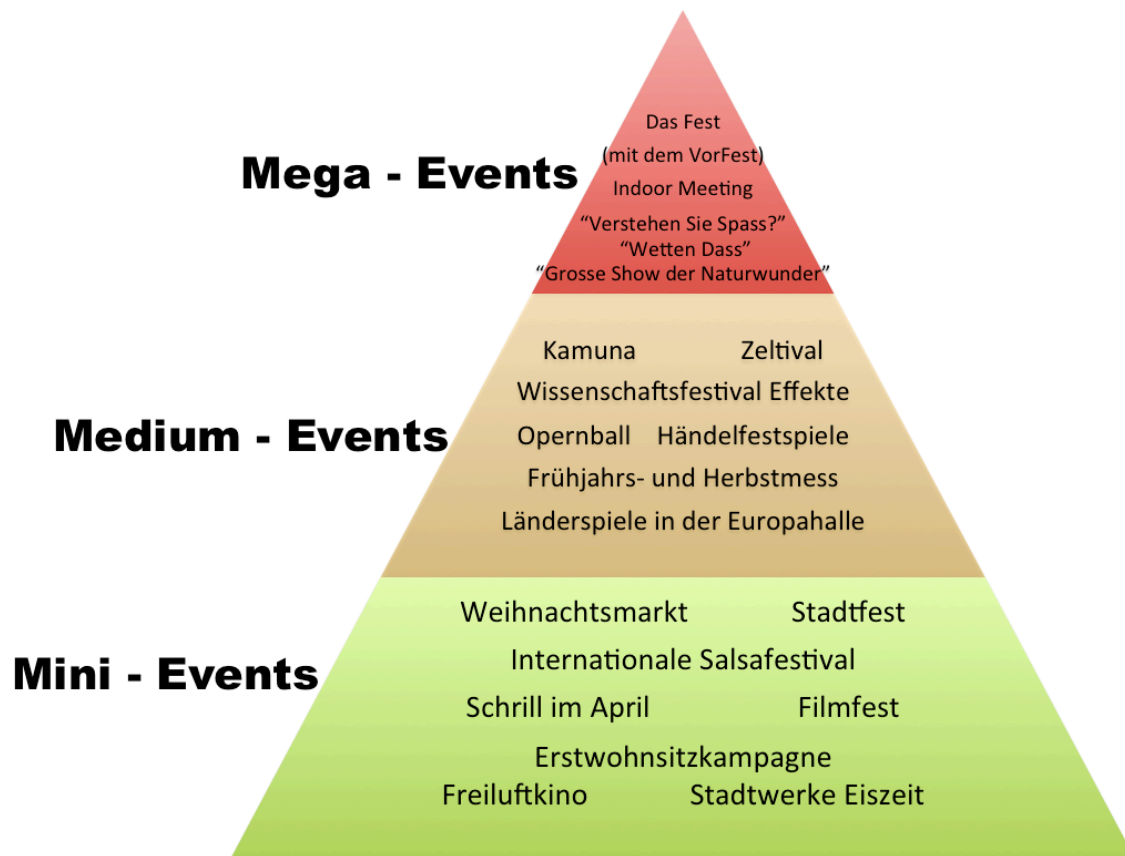 Das Fest
(mit dem VorFest)
Mega - Events
Indoor Meeting
“Verstehen Sie Spass?”
“Wetten Dass”
“Grosse Show der Naturwunder”
Kamuna Zeltival
Wissenschaftsfestival Effekte
Medium - Events
Opernball Händelfestspiele
Frühjahrs- und Herbstmess
Länderspiele in der Europahalle
Weihnachtsmarkt Stadtfest
Internationale Salsafestival
Mini - Events
Schrill im April Filmfest
Erstwohnsitzkampagne
Freiluftkino Stadtwerke Eiszeit